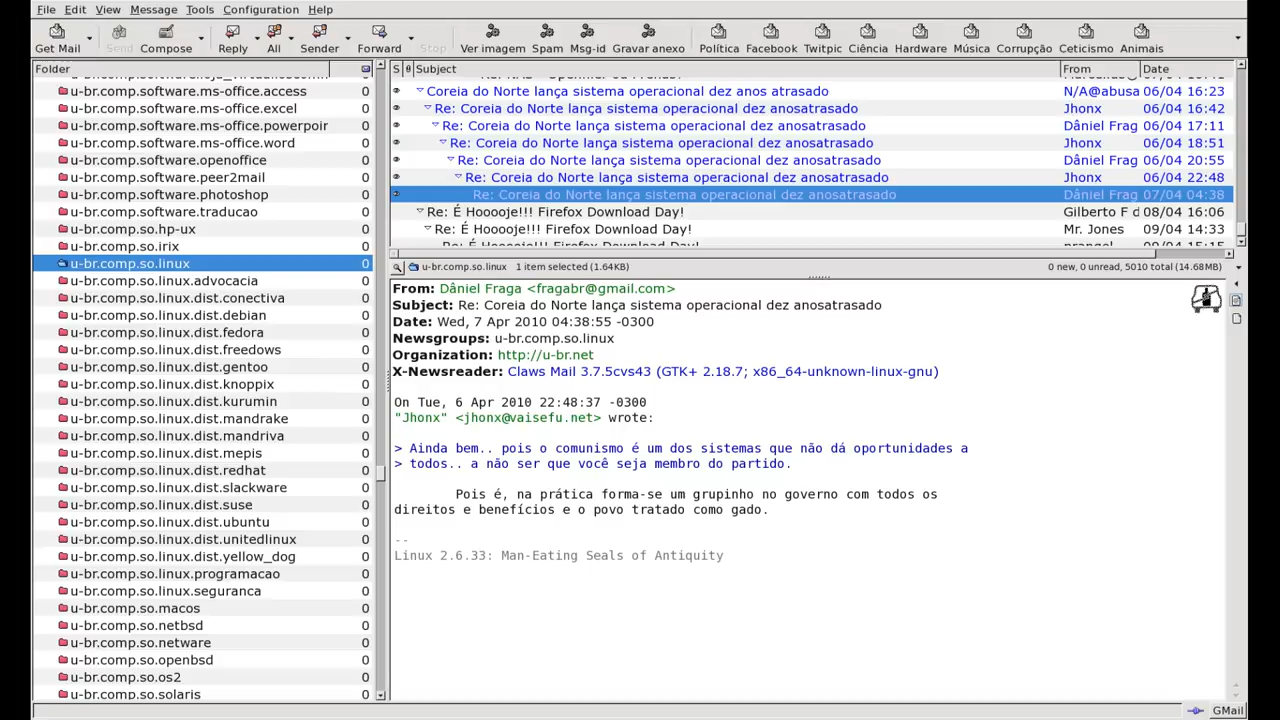 File Edit View Message Tools Configuration Help
Get Mail Send Compose Reply All Sender Forward Stop Ver imagem Spam Msg-id Gravar anexo Política Facebook Twitpic Ciência Hardware Música Corrupção Ceticismo Animais
Folder
u-br.comp.software.ms-office.access 0
u-br.comp.software.ms-office.excel 0
u-br.comp.software.ms-office.powerpoir 0
u-br.comp.software.ms-office.word 0
u-br.comp.software.openoffice 0
u-br.comp.software.peer2mail 0
u-br.comp.software.photoshop 0
u-br.comp.software.traducao 0
u-br.comp.so.hp-ux 0
u-br.comp.so.irix 0
u-br.comp.so.linux 0
u-br.comp.so.linux.advocacia 0
u-br.comp.so.linux.dist.conectiva 0
u-br.comp.so.linux.dist.debian 0
u-br.comp.so.linux.dist.fedora 0
u-br.comp.so.linux.dist.freedows 0
u-br.comp.so.linux.dist.gentoo 0
u-br.comp.so.linux.dist.knoppix 0
u-br.comp.so.linux.dist.kurumin 0
u-br.comp.so.linux.dist.mandrake 0
u-br.comp.so.linux.dist.mandriva 0
u-br.comp.so.linux.dist.mepis 0
u-br.comp.so.linux.dist.redhat 0
u-br.comp.so.linux.dist.slackware 0
u-br.comp.so.linux.dist.suse 0
u-br.comp.so.linux.dist.ubuntu 0
u-br.comp.so.linux.dist.unitedlinux 0
u-br.comp.so.linux.dist.yellow_dog 0
u-br.comp.so.linux.programacao 0
u-br.comp.so.linux.seguranca 0
u-br.comp.so.macos 0
u-br.comp.so.netbsd 0
u-br.comp.so.netware 0
u-br.comp.so.openbsd 0
u-br.comp.so.os2 0
u-br.comp.so.solaris 0
S Subject From Date
Coreia do Norte lança sistema operacional dez anos atrasado N/A@abusa 06/04 16:23
Re: Coreia do Norte lança sistema operacional dez anosatrasado Jhonx 06/04 16:42
Re: Coreia do Norte lança sistema operacional dez anosatrasado Dâniel Frag 06/04 17:11
Re: Coreia do Norte lança sistema operacional dez anosatrasado Jhonx 06/04 18:51
Re: Coreia do Norte lança sistema operacional dez anosatrasado Dâniel Frag 06/04 20:55
Re: Coreia do Norte lança sistema operacional dez anosatrasado Jhonx 06/04 22:48
Re: Coreia do Norte lança sistema operacional dez anosatrasado Dâniel Frag 07/04 04:38
Re: É Hooooje!!! Firefox Download Day! Gilberto F d 08/04 16:06
Re: É Hooooje!!! Firefox Download Day! Mr. Jones 09/04 14:33
Re: É Hooooje!!! Firefox Download Day!
u-br.comp.so.linux 1 item selected (1.64KB) 0 new, 0 unread, 5010 total (14.68MB)
From: Dâniel Fraga <fragabr@gmail.com>
Subject: Re: Coreia do Norte lança sistema operacional dez anosatrasado
Date: Wed, 7 Apr 2010 04:38:55 -0300
Newsgroups: u-br.comp.so.linux
Organization: http://u-br.net
X-Newsreader: Claws Mail 3.7.5cvs43 (GTK+ 2.18.7; x86_64-unknown-linux-gnu)
On Tue, 6 Apr 2010 22:48:37 -0300
"Jhonx" <jhonx@vaisefu.net> wrote:
> Ainda bem.. pois o comunismo é um dos sistemas que não dá oportunidades a
> todos.. a não ser que você seja membro do partido.
Pois é, na prática forma-se um grupinho no governo com todos os
direitos e benefícios e o povo tratado como gado.
--
Linux 2.6.33: Man-Eating Seals of Antiquity
GMail